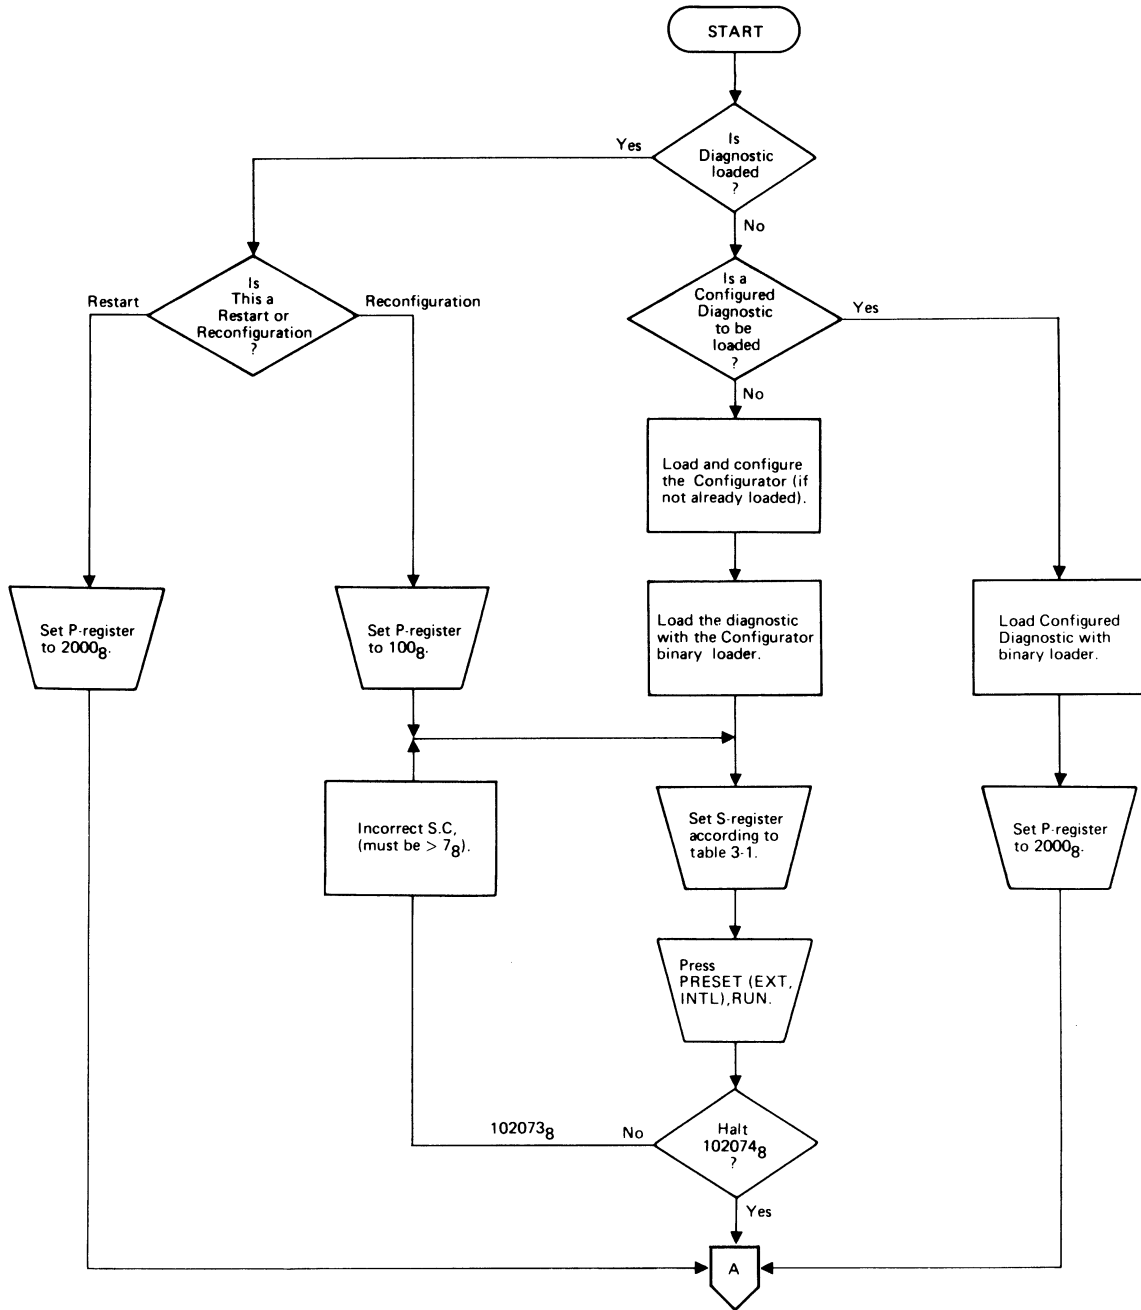 START
Is
Diagnostic
loaded
?
Yes
No
Is
This a
Restart or
Reconfiguration
?
Restart
Reconfiguration
Is a
Configured
Diagnostic
to be
loaded
?
Yes
No
Load and configure
the Configurator (if
not already loaded).
Set P-register
to 2000₈.
Set P-register
to 100₈.
Load the diagnostic
with the Configurator
binary loader.
Load Configured
Diagnostic with
binary loader.
Incorrect S.C,
(must be > 7₈).
Set S-register
according to
table 3-1.
Set P-register
to 2000₈.
Press
PRESET (EXT,
INTL),RUN.
102073₈
No
Halt
102074₈
?
Yes
A